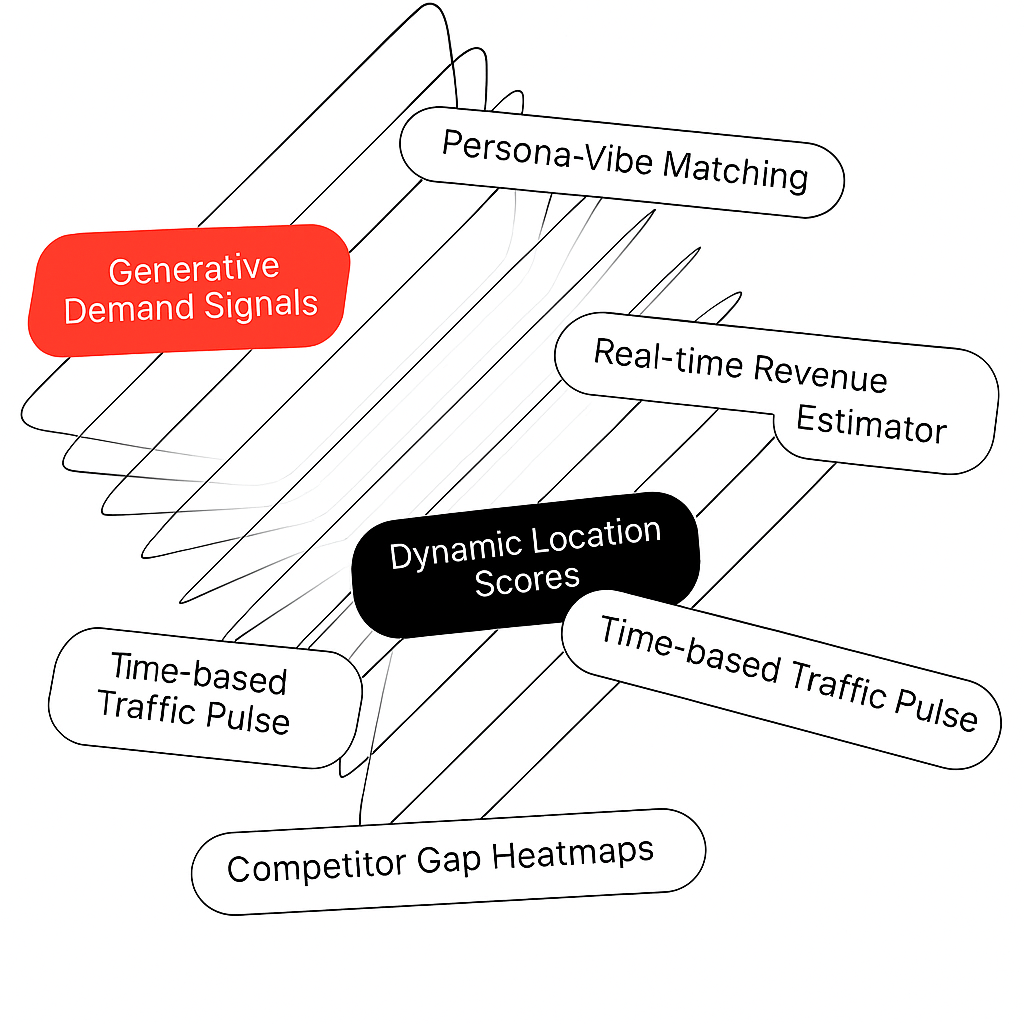 Persona-Vibe Matching
Generative
Demand Signals
Real-time Revenue
Estimator
Dynamic Location
Scores
Time-based
Traffic Pulse
Time-based Traffic Pulse
Competitor Gap Heatmaps